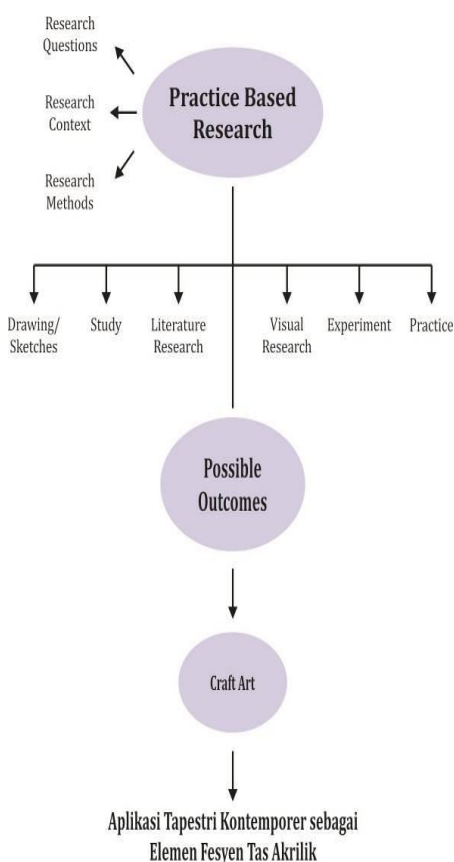 Research
Questions
Research
Context
Research
Methods
Practice Based
Research
Drawing/
Sketches
Study
Literature
Research
Visual
Research
Experiment
Practice
Possible
Outcomes
Craft Art
Aplikasi Tapestri Kontemporer sebagai
Elemen Fesyen Tas Akrilik